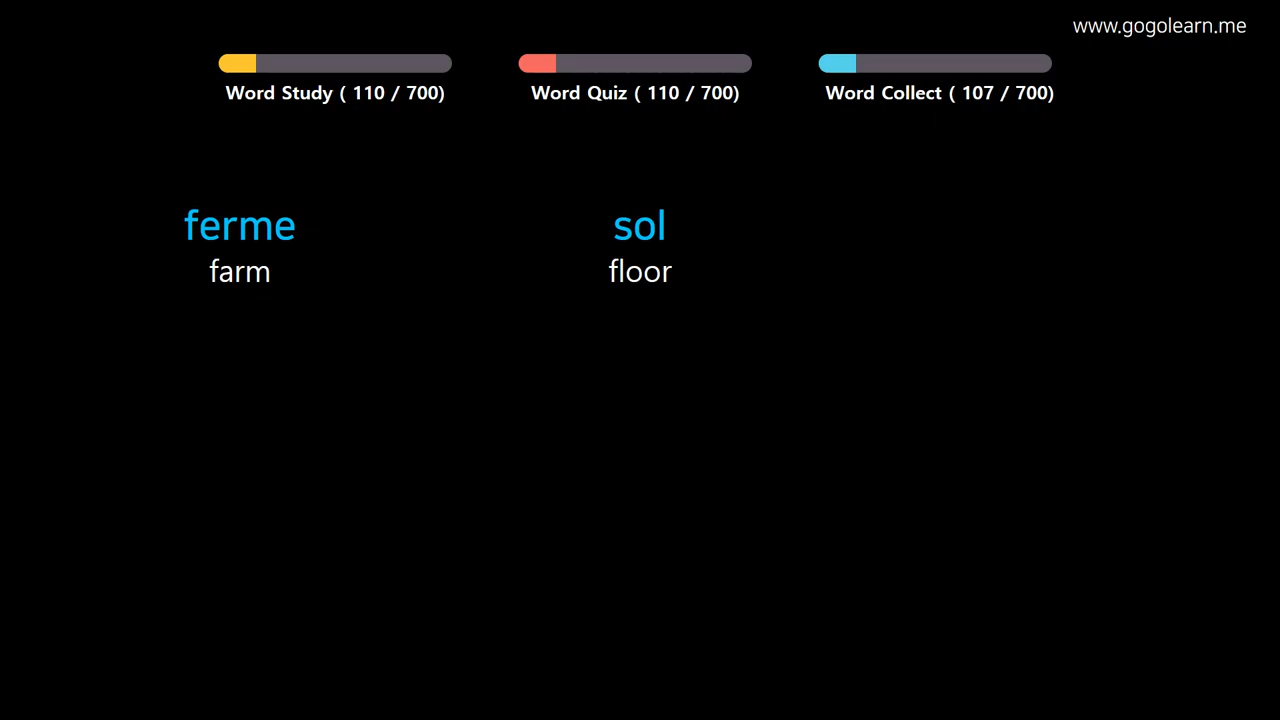 www.gogolearn.me
Word Study ( 110 / 700)
Word Quiz ( 110 / 700)
Word Collect ( 107 / 700)
ferme
farm
sol
floor